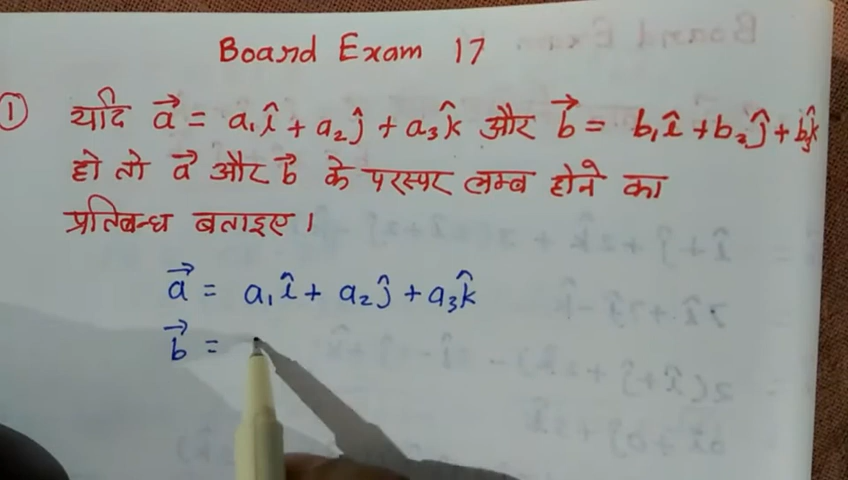 Board Exam 17
① यदि a⃗ = a₁î + a₂ĵ + a₃k̂ और b⃗ = b₁î + b₂ĵ + b₃k̂
हो तो a⃗ और b⃗ के परस्पर लम्ब होने का
प्रतिबन्ध बताइए।
a⃗ = a₁î + a₂ĵ + a₃k̂
b⃗ =